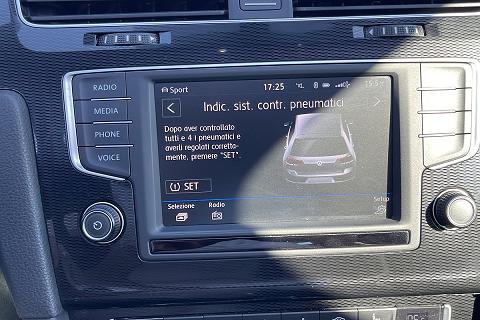 RADIO
MEDIA
PHONE
VOICE
Sport
17:25
Indic. sist. contr. pneumatici
Dopo aver controllato
tutti e 4 i pneumatici e
averli regolati corretta-
mente, premere "SET".
SET
Selezione
Radio
Setup